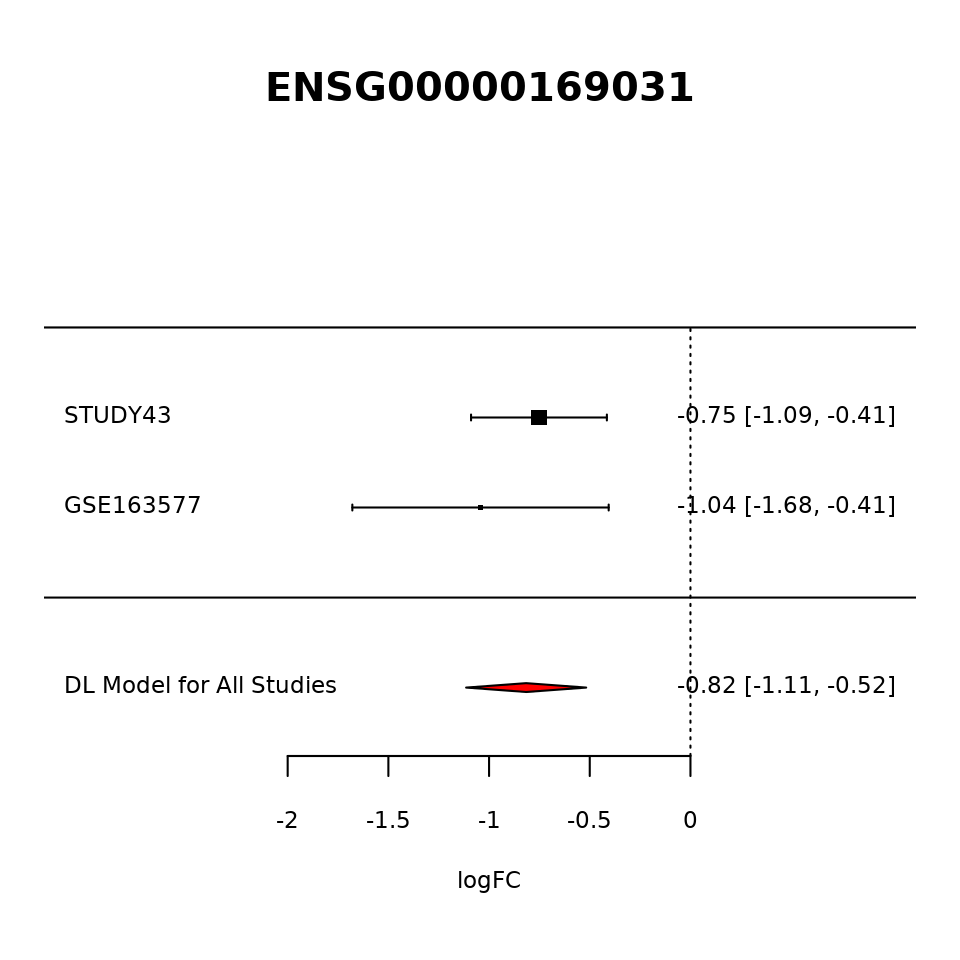 ENSG00000169031
STUDY43 -0.75 [-1.09, -0.41]
GSE163577 -1.04 [-1.68, -0.41]
DL Model for All Studies -0.82 [-1.11, -0.52]
-2 -1.5 -1 -0.5 0
logFC